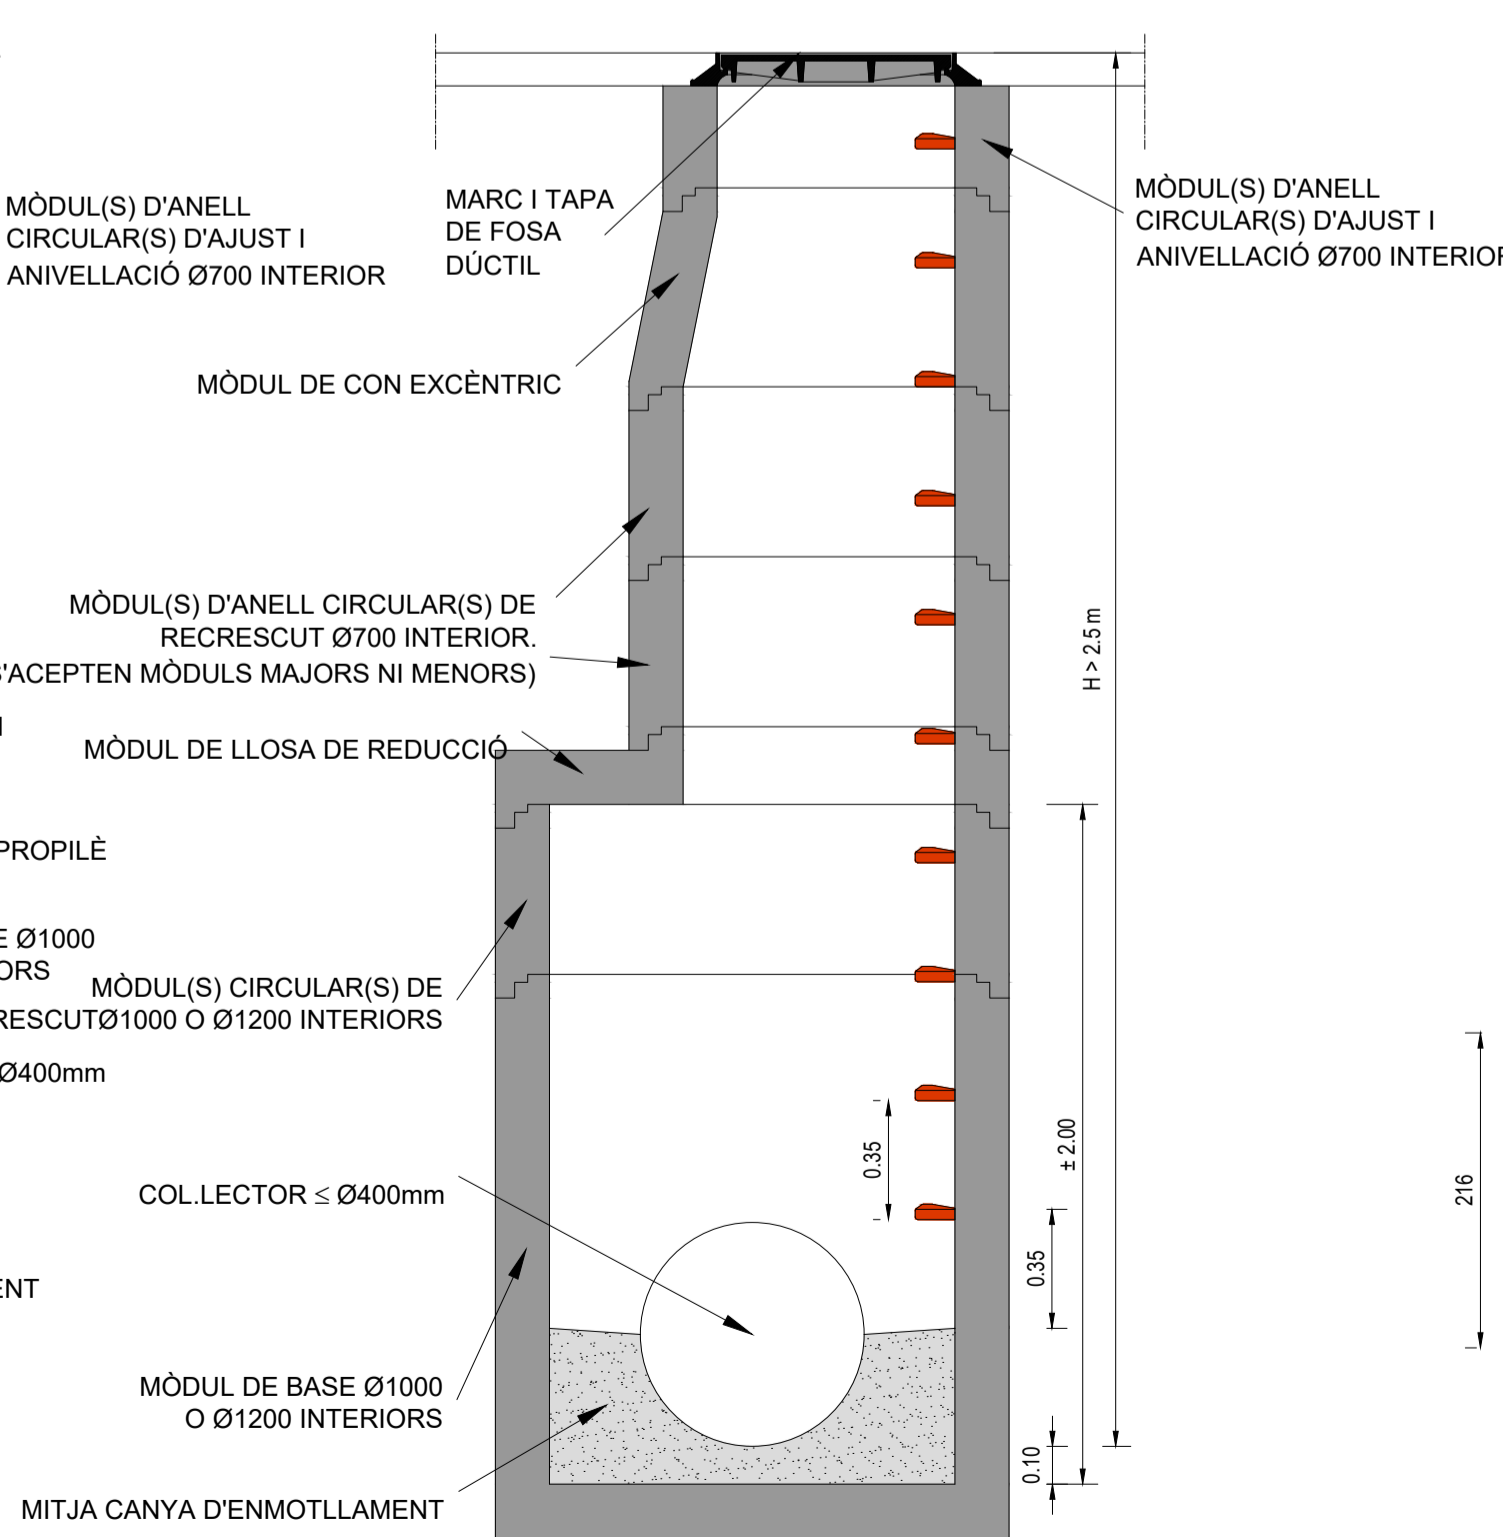 MÒDUL(S) D'ANELL
CIRCULAR(S) D'AJUST I
ANIVELLACIÓ Ø700 INTERIOR
MARC I TAPA
DE FOSA
DÚCTIL
MÒDUL(S) D'ANELL
CIRCULAR(S) D'AJUST I
ANIVELLACIÓ Ø700 INTERIOR
MÒDUL DE CON EXCÈNTRIC
MÒDUL(S) D'ANELL CIRCULAR(S) DE
RECRESCUT Ø700 INTERIOR.
S'ACEPTEN MÒDULS MAJORS NI MENORS)
H > 2.5 m
MÒDUL DE LLOSA DE REDUCCIÓ
PROPILÈ
E Ø1000
ORS
MÒDUL(S) CIRCULAR(S) DE
RESCUTØ1000 O Ø1200 INTERIORS
Ø400mm
0.35
± 2.00
216
COL.LECTOR ≤ Ø400mm
0.35
ENT
MÒDUL DE BASE Ø1000
O Ø1200 INTERIORS
0.10
MITJA CANYA D'ENMOTLLAMENT